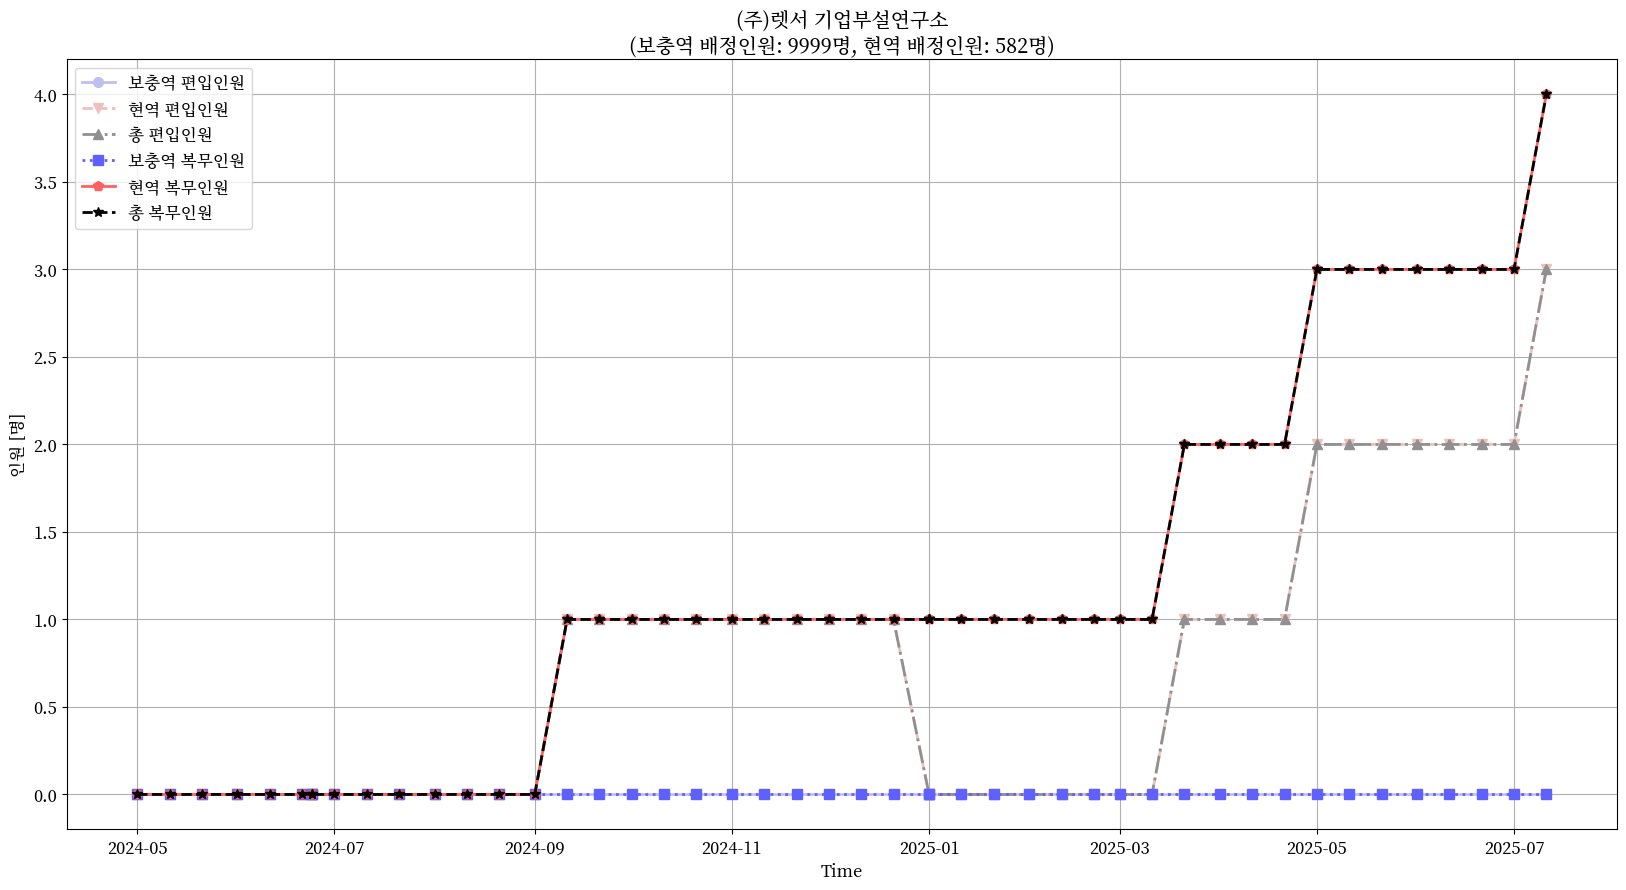 (주)렛서 기업부설연구소
(보충역 배정인원: 9999명, 현역 배정인원: 582명)
보충역 편입인원
현역 편입인원
총 편입인원
보충역 복무인원
현역 복무인원
총 복무인원
4.0
3.5
3.0
2.5
2.0
1.5
1.0
0.5
0.0
인원 [명]
2024-05
2024-07
2024-09
2024-11
2025-01
2025-03
2025-05
2025-07
Time